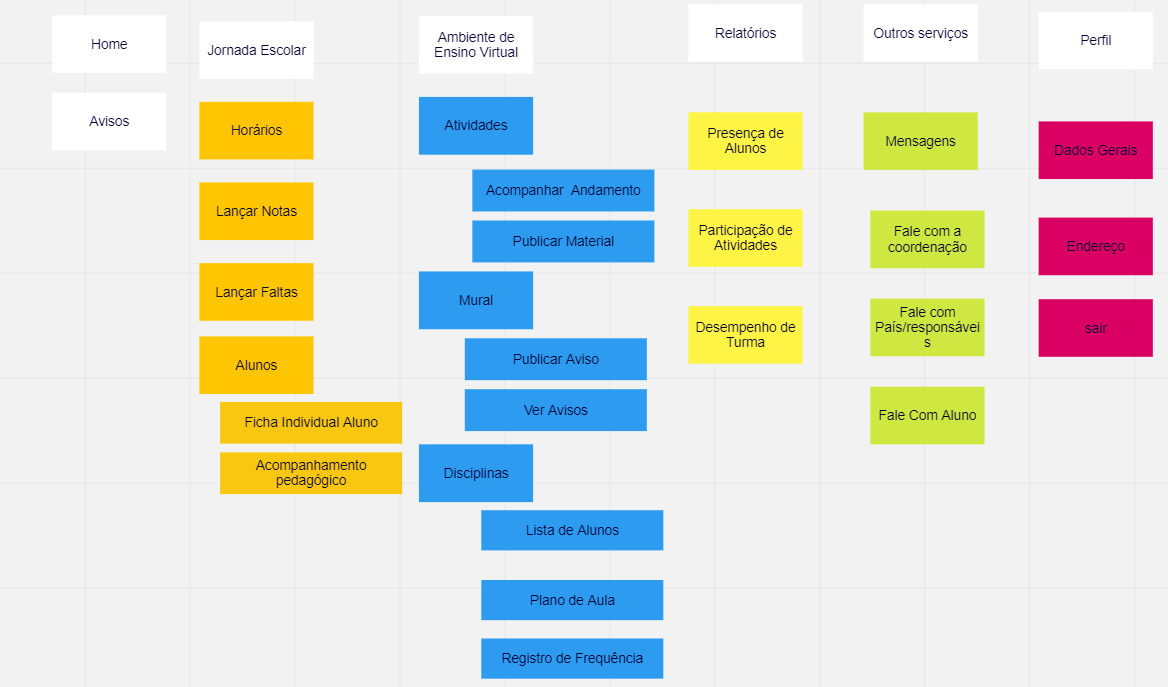 Home
Avisos
Jornada Escolar
Horários
Lançar Notas
Lançar Faltas
Alunos
Ficha Individual Aluno
Acompanhamento
pedagógico
Ambiente de
Ensino Virtual
Atividades
Acompanhar  Andamento
Publicar Material
Mural
Publicar Aviso
Ver Avisos
Disciplinas
Lista de Alunos
Plano de Aula
Registro de Frequência
Relatórios
Presença de
Alunos
Participação de
Atividades
Desempenho de
Turma
Outros serviços
Mensagens
Fale com a
coordenação
Fale com
País/responsávei
s
Fale Com Aluno
Perfil
Dados Gerais
Endereço
sair